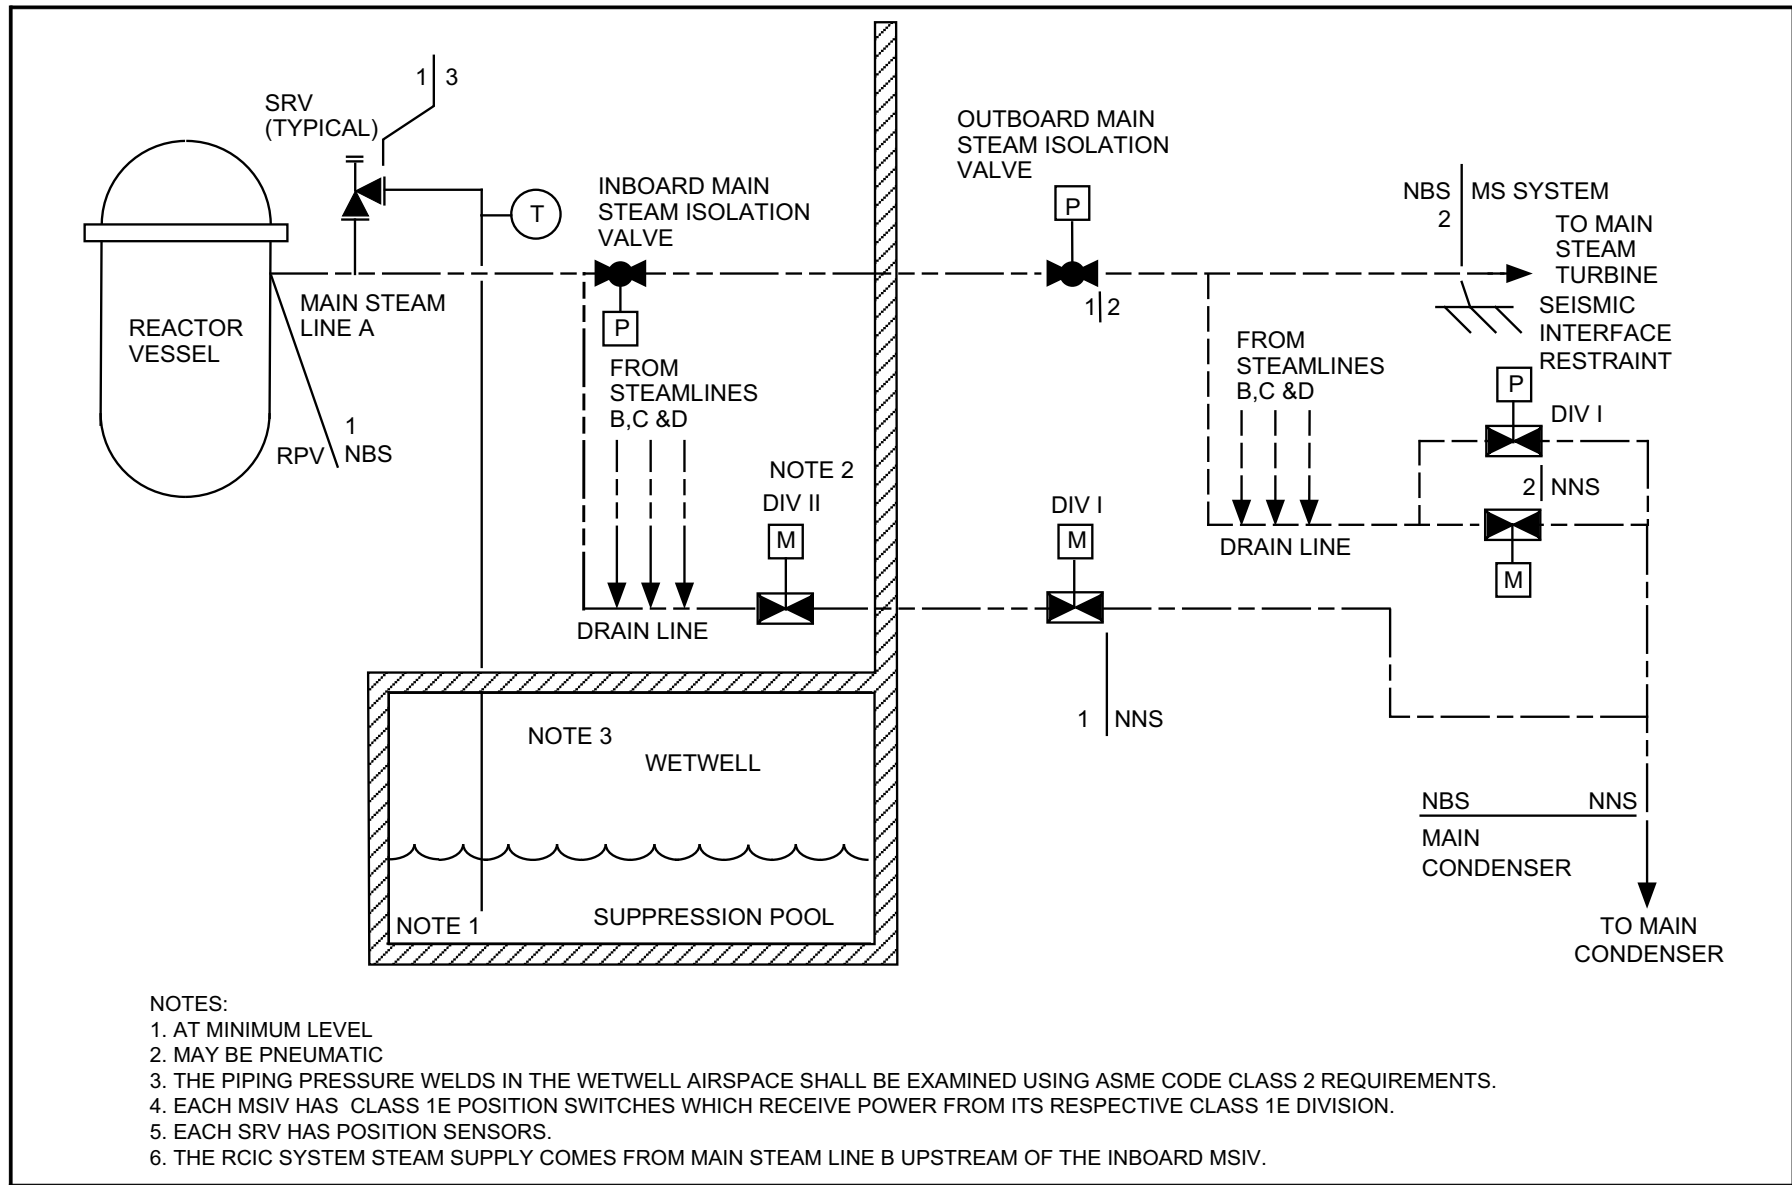 1 3
SRV
(TYPICAL)
T
INBOARD MAIN
STEAM ISOLATION
VALVE
P
OUTBOARD MAIN
STEAM ISOLATION
VALVE
P
1 2
NBS MS SYSTEM
2
TO MAIN
STEAM
TURBINE
SEISMIC
INTERFACE
RESTRAINT
REACTOR
VESSEL
MAIN STEAM
LINE A
1
RPV NBS
FROM
STEAMLINES
B,C &D
NOTE 2
DIV II
M
DRAIN LINE
DIV I
M
1 NNS
FROM
STEAMLINES
B,C &D
DRAIN LINE
P
DIV I
2 NNS
M
NOTE 3
WETWELL
NOTE 1
SUPPRESSION POOL
NBS NNS
MAIN
CONDENSER
TO MAIN
CONDENSER
NOTES:
1. AT MINIMUM LEVEL
2. MAY BE PNEUMATIC
3. THE PIPING PRESSURE WELDS IN THE WETWELL AIRSPACE SHALL BE EXAMINED USING ASME CODE CLASS 2 REQUIREMENTS.
4. EACH MSIV HAS CLASS 1E POSITION SWITCHES WHICH RECEIVE POWER FROM ITS RESPECTIVE CLASS 1E DIVISION.
5. EACH SRV HAS POSITION SENSORS.
6. THE RCIC SYSTEM STEAM SUPPLY COMES FROM MAIN STEAM LINE B UPSTREAM OF THE INBOARD MSIV.